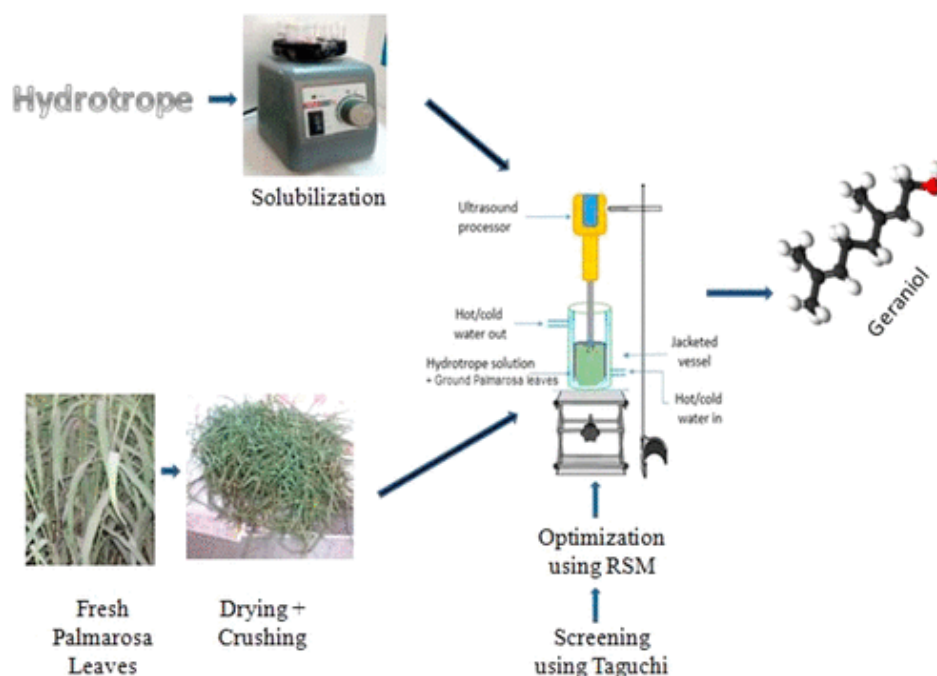 Hydrotrope
Solubilization
Ultrasound
processor
Hot/cold
water out
Hydrotrope solution
+ Ground Palmarosa leaves
Jacketed
vessel
Hot/cold
water in
Geraniol
Fresh
Palmarosa
Leaves
Drying +
Crushing
Optimization
using RSM
Screening
using Taguchi